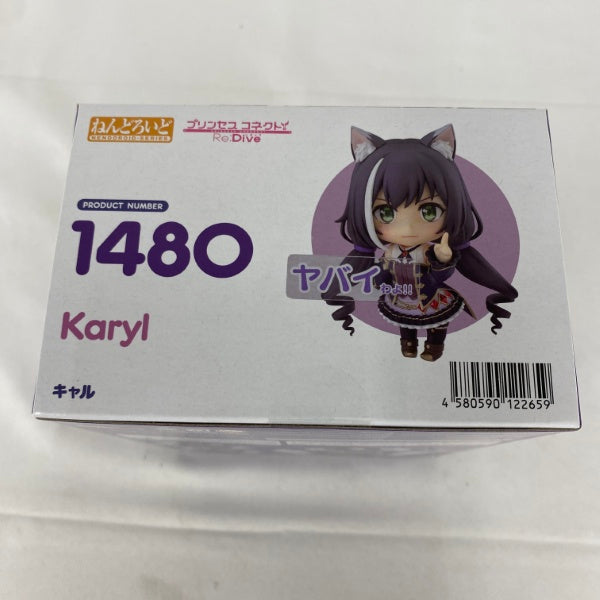 ねんどろいど
NENDOROID SERIES
プリンセスコネクト!
Re:Dive
PRODUCT NUMBER
1480
Karyl
キャル
ヤバイわよ!!
4 580590 122659